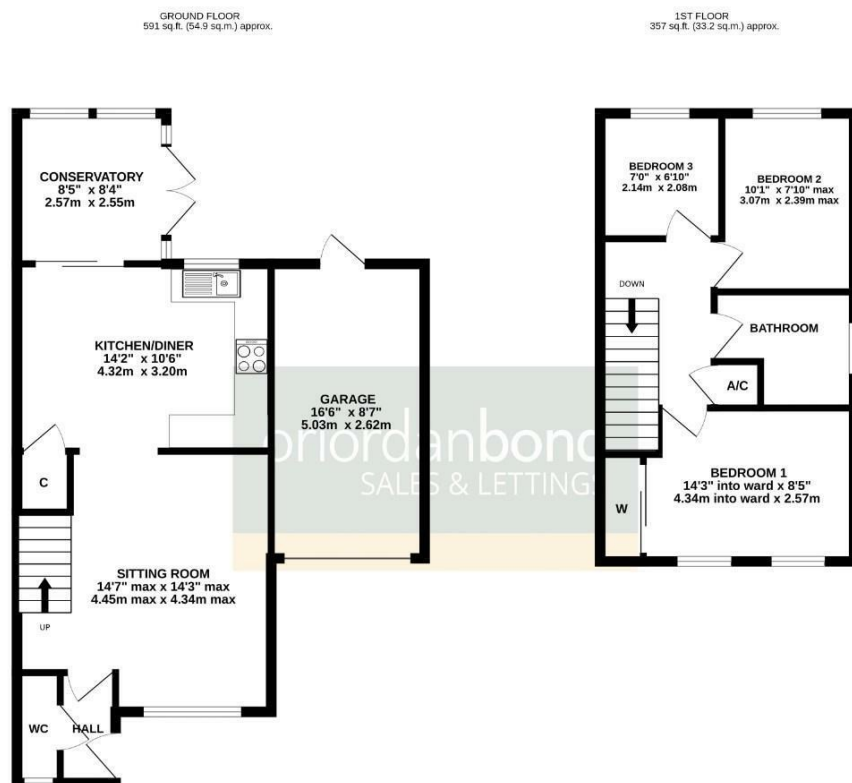 GROUND FLOOR
591 sq.ft. (54.9 sq.m.) approx.
1ST FLOOR
357 sq.ft. (33.2 sq.m.) approx.
CONSERVATORY
8'5" x 8'4"
2.57m x 2.55m
KITCHEN/DINER
14'2" x 10'6"
4.32m x 3.20m
GARAGE
16'6" x 8'7"
5.03m x 2.62m
C
SITTING ROOM
14'7" max x 14'3" max
4.45m max x 4.34m max
UP
WC
HALL
BEDROOM 3
7'0" x 6'10"
2.14m x 2.08m
BEDROOM 2
10'1" x 7'10" max
3.07m x 2.39m max
DOWN
BATHROOM
A/C
BEDROOM 1
14'3" into ward x 8'5"
4.34m into ward x 2.57m
W
oriordanbond
SALES & LETTINGS